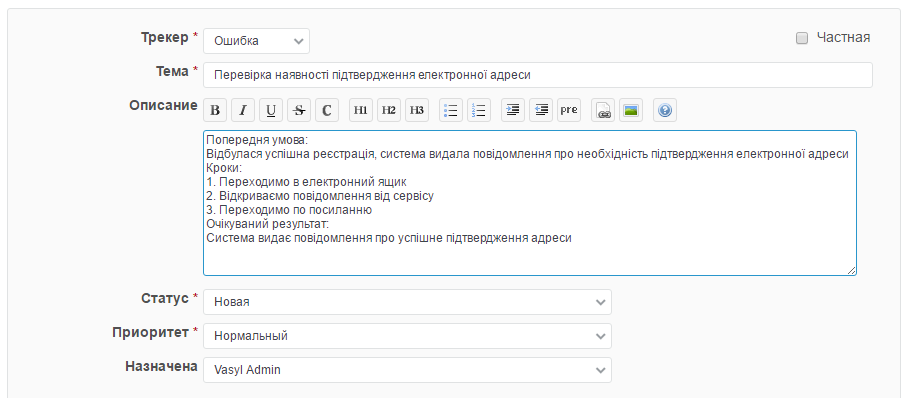 Трекер * Ошибка Частная
Тема * Перевірка наявності підтвердження електронної адреси
Описание B I U S C H1 H2 H3 pre
Попередня умова:
Відбулася успішна реєстрація, система видала повідомлення про необхідність підтвердження електронної адреси
Кроки:
1. Переходимо в електронний ящик
2. Відкриваємо повідомлення від сервісу
3. Переходимо по посиланню
Очікуваний результат:
Система видає повідомлення про успішне підтвердження адреси
Статус * Новая
Приоритет * Нормальный
Назначена Vasyl Admin